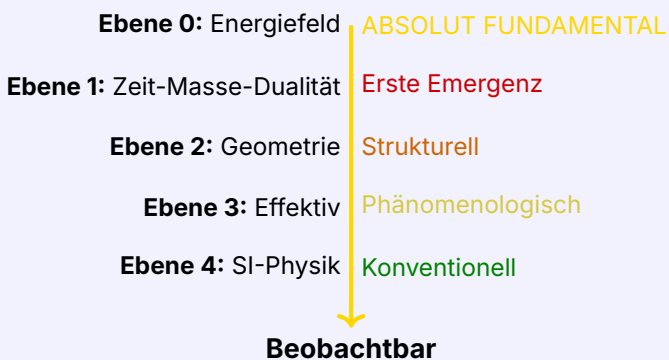 Ebene 0: Energiefeld ABSOLUT FUNDAMENTAL
Ebene 1: Zeit-Masse-Dualität Erste Emergenz
Ebene 2: Geometrie Strukturell
Ebene 3: Effektiv Phänomenologisch
Ebene 4: SI-Physik Konventionell
Beobachtbar